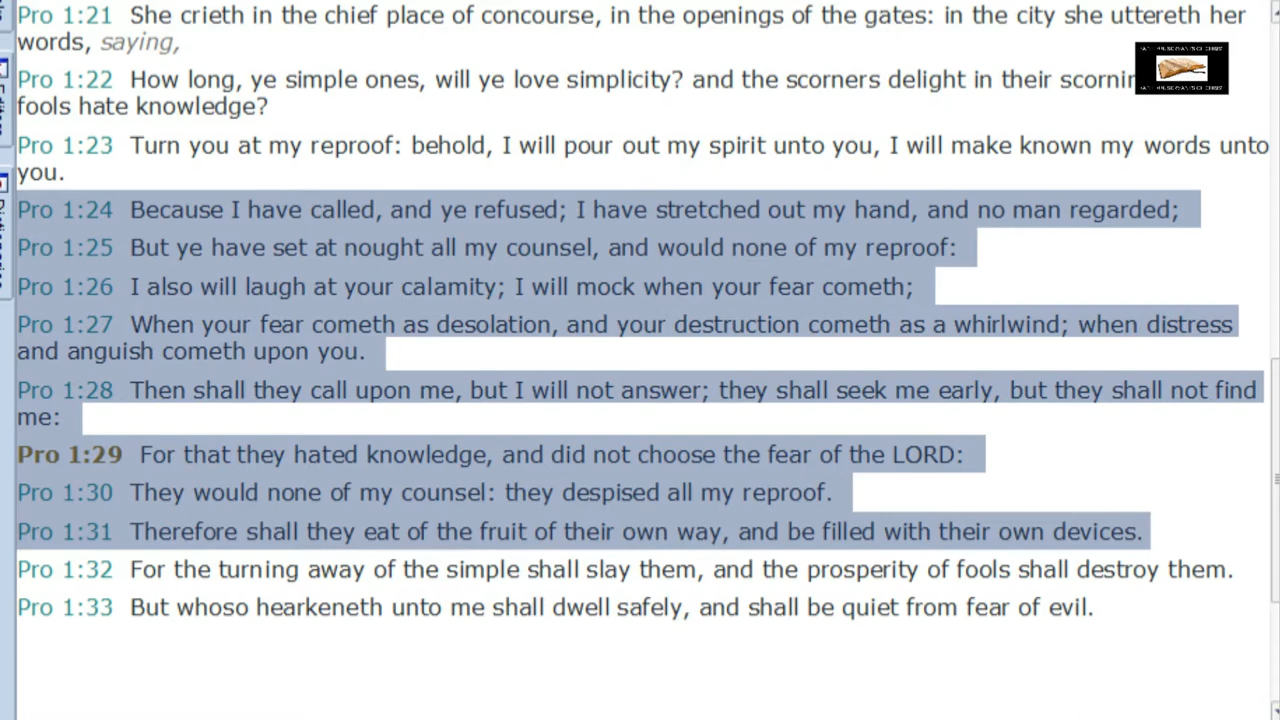 Pro 1:21 She crieth in the chief place of concourse, in the openings of the gates: in the city she uttereth her
words, saying,
Pro 1:22 How long, ye simple ones, will ye love simplicity? and the scorners delight in their
fools hate knowledge?
Pro 1:23 Turn you at my reproof: behold, I will pour out my spirit unto you, I will make known my words unto
you.
Pro 1:24 Because I have called, and ye refused; I have stretched out my hand, and no man regarded;
Pro 1:25 But ye have set at nought all my counsel, and would none of my reproof:
Pro 1:26 I also will laugh at your calamity; I will mock when your fear cometh;
Pro 1:27 When your fear cometh as desolation, and your destruction cometh as a whirlwind; when distress
and anguish cometh upon you.
Pro 1:28 Then shall they call upon me, but I will not answer; they shall seek me early, but they shall not find
me:
Pro 1:29 For that they hated knowledge, and did not choose the fear of the LORD:
Pro 1:30 They would none of my counsel: they despised all my reproof.
Pro 1:31 Therefore shall they eat of the fruit of their own way, and be filled with their own devices.
Pro 1:32 For the turning away of the simple shall slay them, and the prosperity of fools shall destroy them.
Pro 1:33 But whoso hearkeneth unto me shall dwell safely, and shall be quiet from fear of evil.